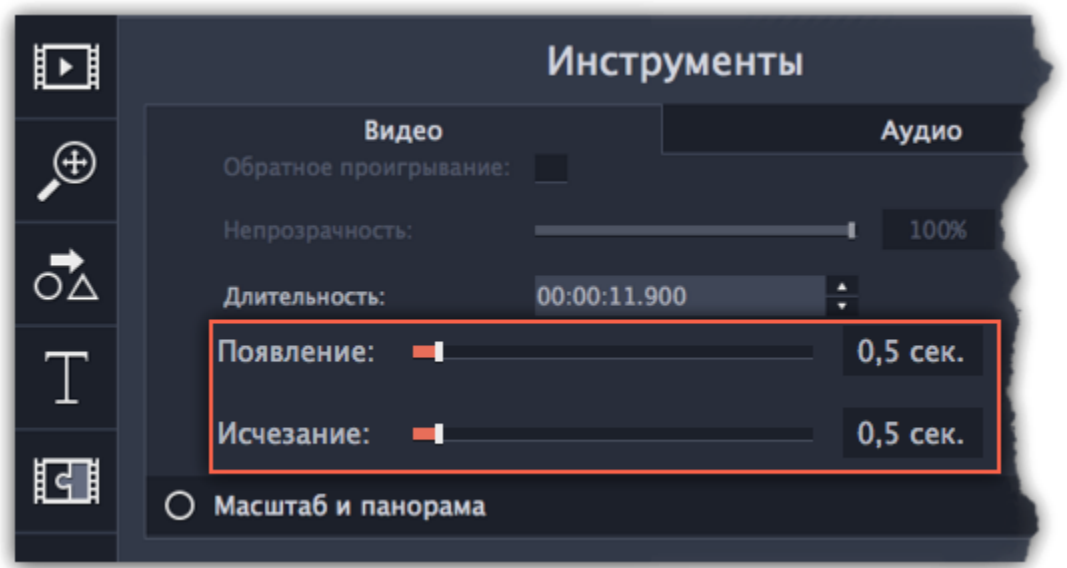 Инструменты
Видео Аудио
Обратное проигрывание:
Непрозрачность: 100%
Длительность: 00:00:11.900
Появление: 0,5 сек.
Исчезание: 0,5 сек.
Масштаб и панорама